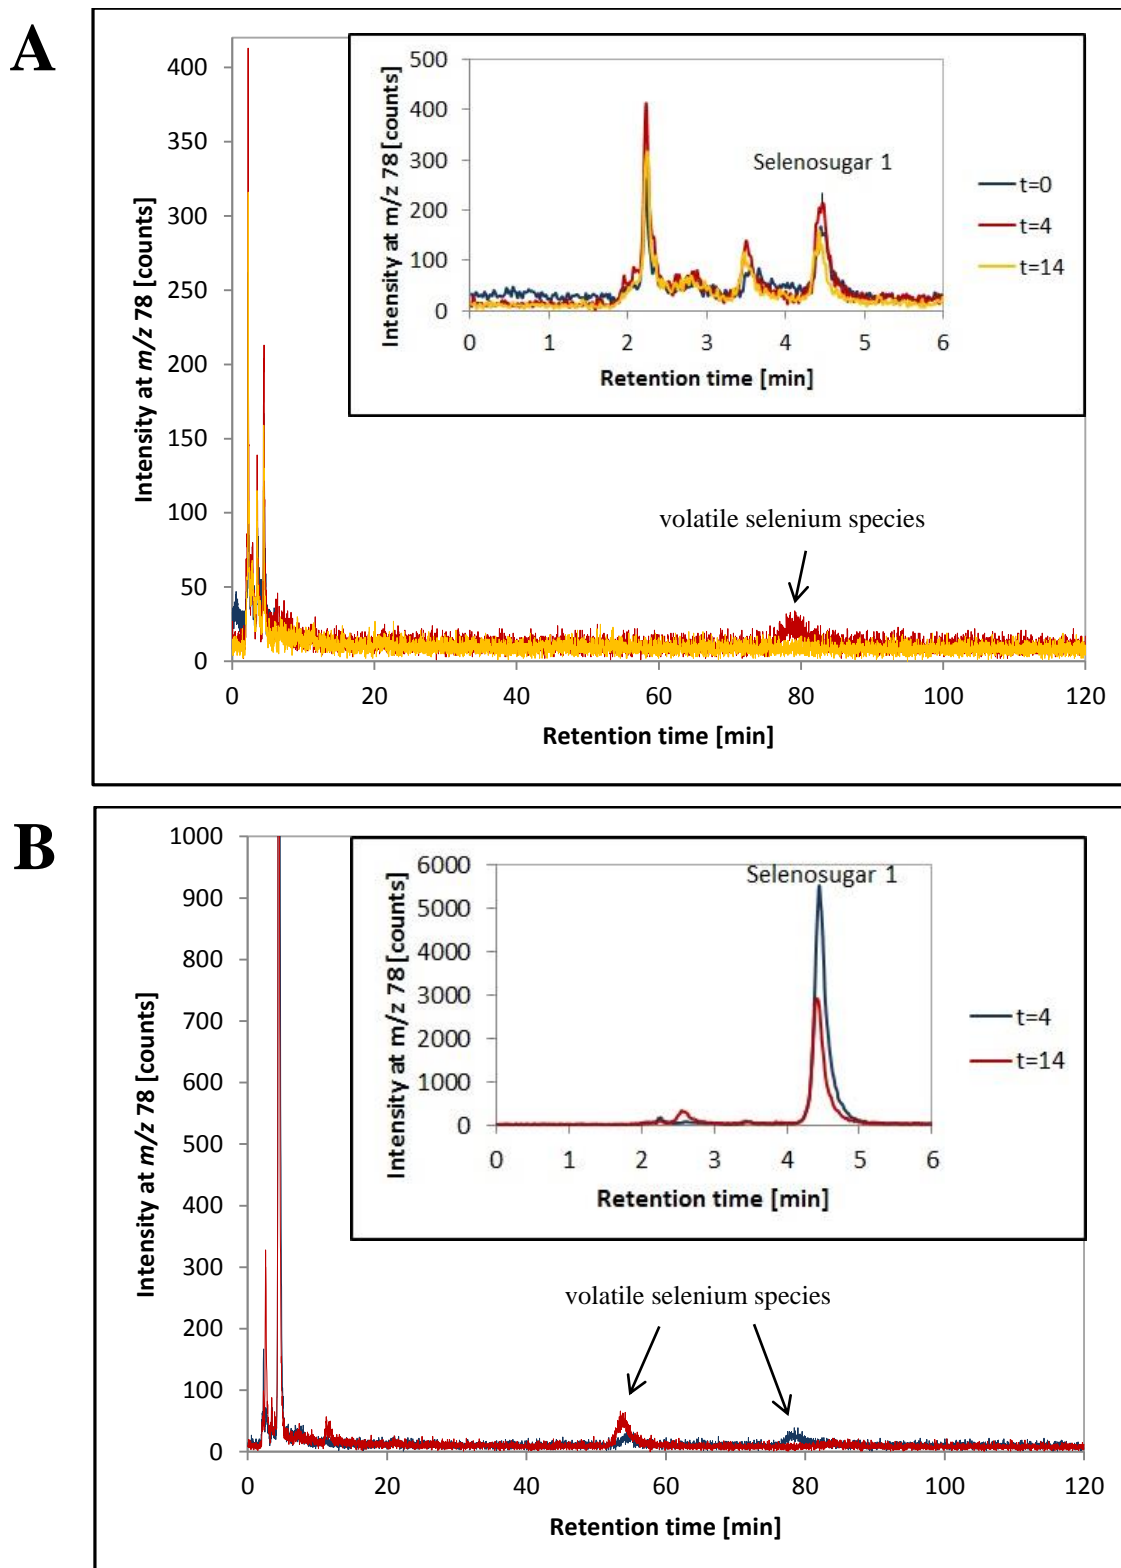 A
400
350
300
250
200
150
100
50
0
Intensity at m/z 78 [counts]
0 20 40 60 80 100 120
Retention time [min]
500
400
300
200
100
0
Intensity at m/z 78 [counts]
0 1 2 3 4 5 6
Retention time [min]
Selenosugar 1
t=0
t=4
t=14
volatile selenium species
B
1000
900
800
700
600
500
400
300
200
100
0
Intensity at m/z 78 [counts]
0 20 40 60 80 100 120
Retention time [min]
6000
5000
4000
3000
2000
1000
0
Intensity at m/z 78 [counts]
0 1 2 3 4 5 6
Retention time [min]
Selenosugar 1
t=4
t=14
volatile selenium species